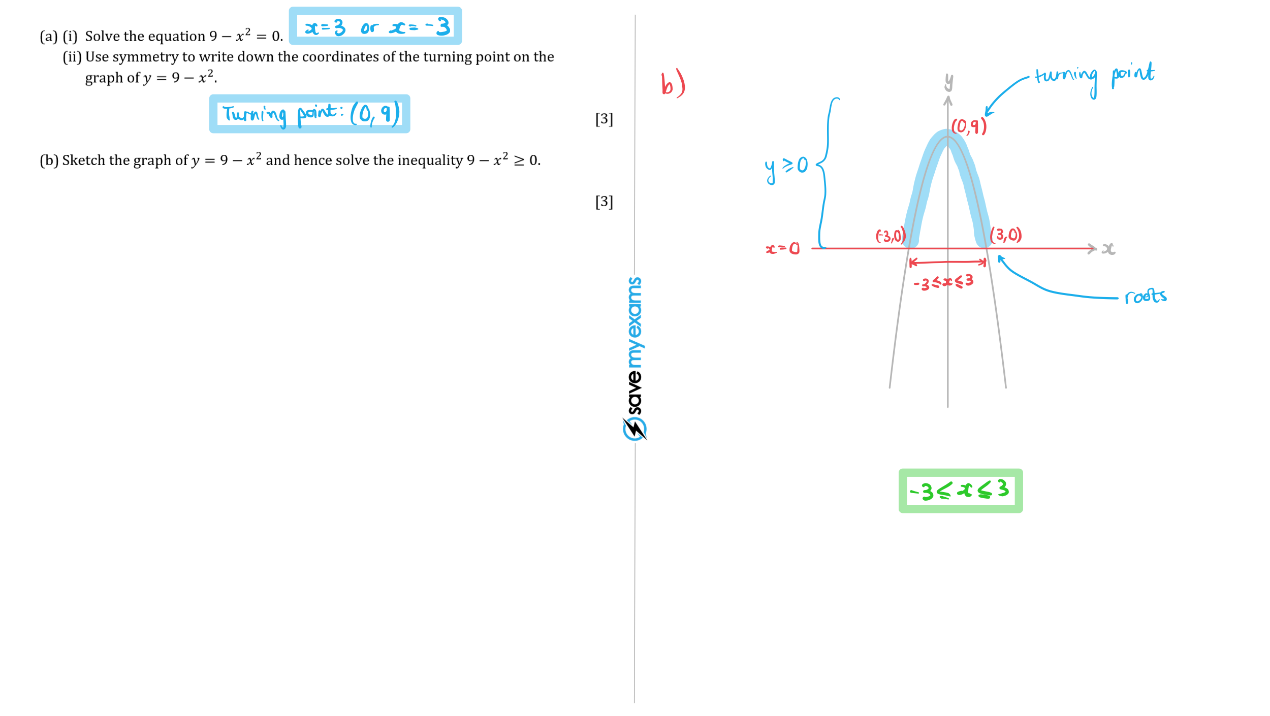 (a) (i) Solve the equation 9 − x² = 0. x=3 or x=-3
(ii) Use symmetry to write down the coordinates of the turning point on the
graph of y = 9 − x².
Turning point: (0, 9)
[3]
(b) Sketch the graph of y = 9 − x² and hence solve the inequality 9 − x² ≥ 0.
[3]
save my exams
b)
y
turning point
(0,9)
y ≥ 0
(-3,0)
(3,0)
x=0
x
-3 ≤ x ≤ 3
roots
-3 ≤ x ≤ 3